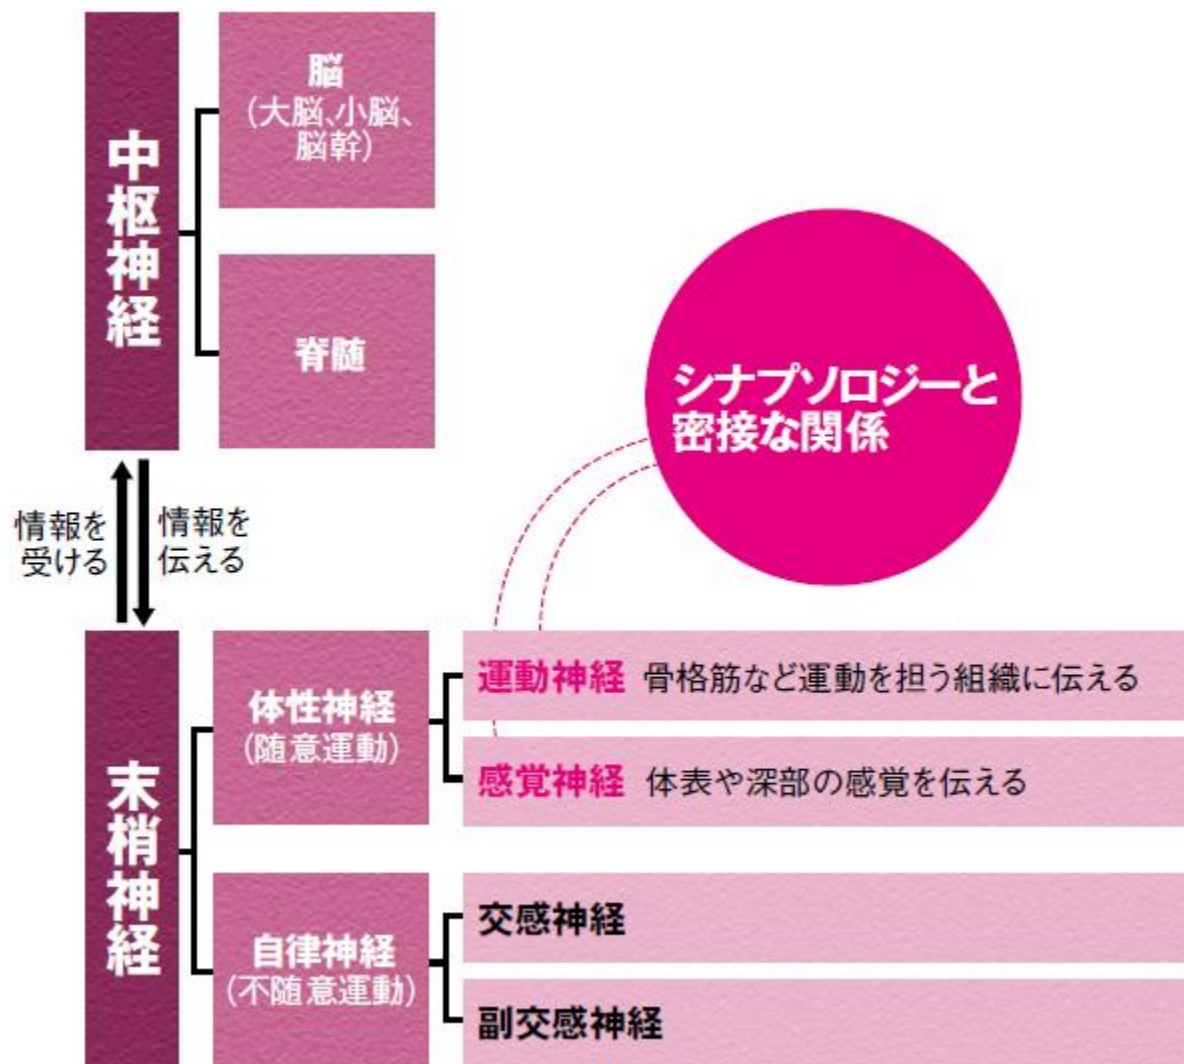 中枢神経
脳
(大脳、小脳、
脳幹)
脊髄
シナプソロジーと
密接な関係
情報を
受ける
情報を
伝える
末梢神経
体性神経
(随意運動)
運動神経 骨格筋など運動を担う組織に伝える
感覚神経 体表や深部の感覚を伝える
自律神経
(不随意運動)
交感神経
副交感神経